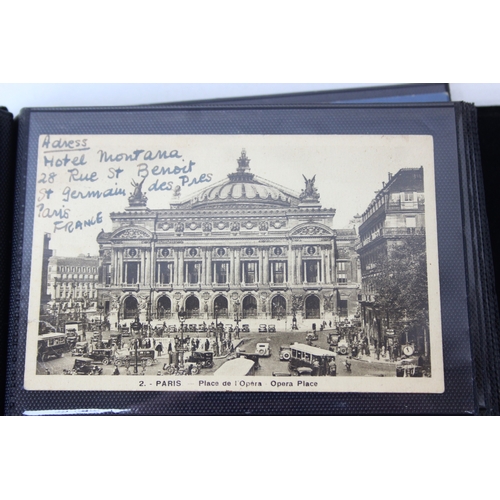 Adress
Hotel Montana
28 Rue St Benoit
St germain des Pres
Paris
FRANCE
2. - PARIS - Place de l'Opéra Opera Place